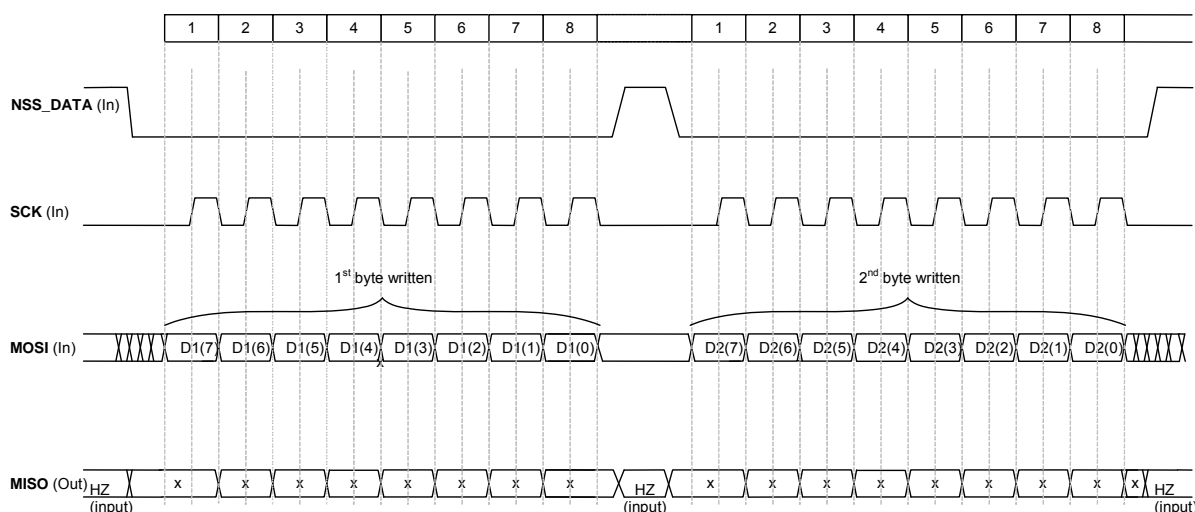 1 2 3 4 5 6 7 8 1 2 3 4 5 6 7 8
NSS_DATA (In)
SCK (In)
1st byte written 2nd byte written
MOSI (In) D1(7) D1(6) D1(5) D1(4) D1(3) D1(2) D1(1) D1(0) D2(7) D2(6) D2(5) D2(4) D2(3) D2(2) D2(1) D2(0)
x
MISO (Out) HZ x x x x x x x x HZ x x x x x x x x x HZ
(input) (input) (input)